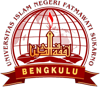 UNIVERSITAS ISLAM NEGERI FATMAWATI SUKARNO
BENGKULU